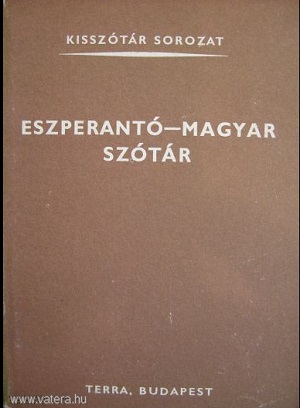 KISSZÓTÁR SOROZAT
ESZPERANTÓ—MAGYAR
SZÓTÁR
TERRA, BUDAPEST
www.vatera.hu